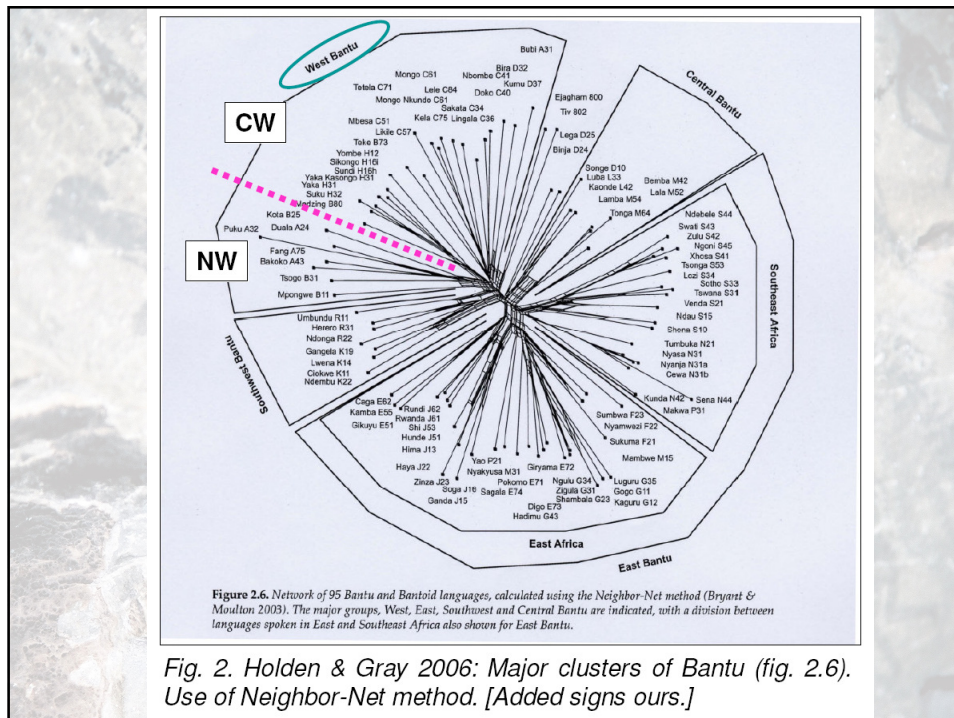 West Bantu
CW
NW
Bubi A31
Bira D32
Mongo C61
Nbombe C41
Kumu D37
Tetela C71
Lele C84
Doko C40
Mongo Nkundo C61
Sakata C34
Ejagham 800
Tiv 802
Mbesa C51
Kela C75
Lingala C36
Likile C57
Lega D25
Teke B73
Binja D24
Yombe H12
Sikongo H16i
Sundi H16h
Yaka Kasongo H31
Yaka H31
Suku H32
Medzing B80
Kota B25
Puku A32
Duala A24
Fang A75
Bakoko A43
Tsogo B31
Mpongwe B11
Central Bantu
Songe D10
Luba L33
Kaonde L42
Lamba M54
Tonga M64
Bemba M42
Lala M52
Ndebele S44
Swati S43
Zulu S42
Ngoni S45
Xhosa S41
Tsonga S53
Lozi S34
Sotho S33
Tswana S31
Venda S21
Ndau S15
Shona S10
Tumbuka N21
Nyasa N31
Nyanja N31a
Cewa N31b
Kunda N42
Sena N44
Makwa P31
Southeast Africa
Southwest Bantu
Umbundu R11
Herero R31
Ndonga R22
Gangela K19
Lwena K14
Ciokwe K11
Ndembu K22
Caga E62
Kamba E55
Gikuyu E51
Rundi J62
Rwanda J61
Shi J53
Hunde J51
Hima J13
Haya J22
Zinza J23
Soga J16
Ganda J15
Yao P21
Nyakyusa M31
Pokomo E71
Sagala E74
Digo E73
Hadimu G43
Giryama E72
Ngulu G34
Zigula G31
Shambala G23
Luguru G35
Gogo G11
Kaguru G12
Sumbwa F23
Nyamwezi F22
Sukuma F21
Mambwe M15
East Africa
East Bantu
Figure 2.6. Network of 95 Bantu and Bantoid languages, calculated using the Neighbor-Net method (Bryant &
Moulton 2003). The major groups, West, East, Southwest and Central Bantu are indicated, with a division between
languages spoken in East and Southeast Africa also shown for East Bantu.
Fig. 2. Holden & Gray 2006: Major clusters of Bantu (fig. 2.6).
Use of Neighbor-Net method. [Added signs ours.]